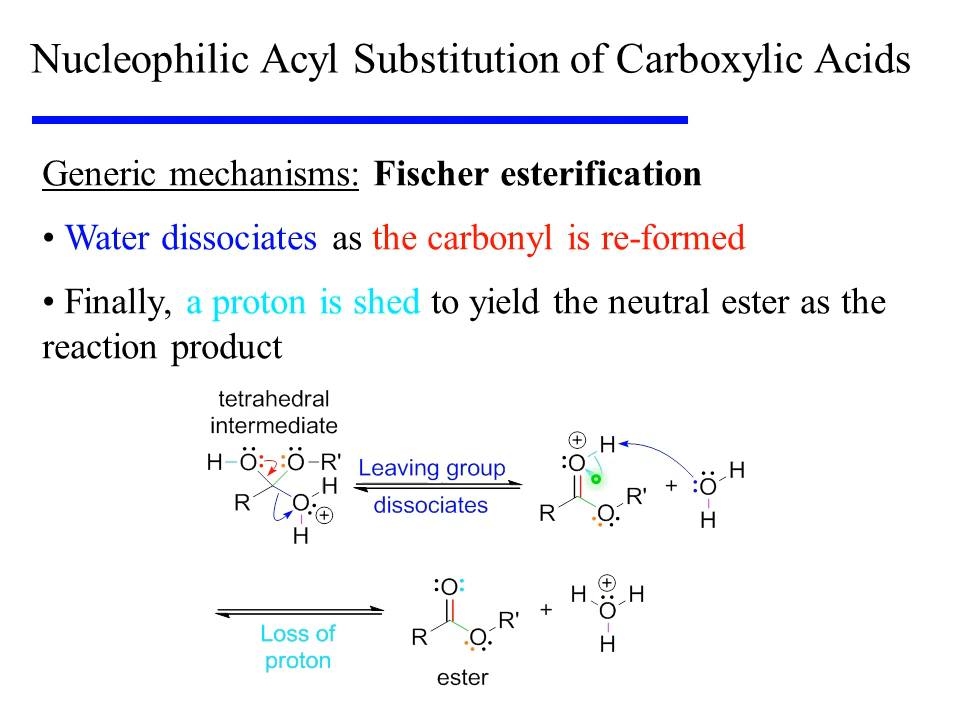 Nucleophilic Acyl Substitution of Carboxylic Acids
Generic mechanisms: Fischer esterification
• Water dissociates as the carbonyl is re-formed
• Finally, a proton is shed to yield the neutral ester as the
reaction product
tetrahedral
intermediate
H O O R'
R O H
H
+
Leaving group
dissociates
+ H
O
R O R'
+
H
O
H
Loss of
proton
O
R O R'
ester
+
+
H H
O
H